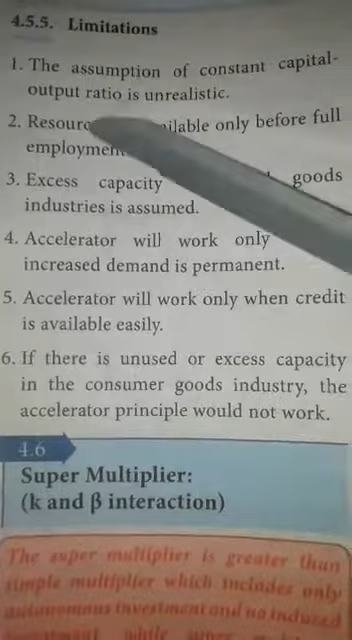 4.5.5. Limitations
1. The assumption of constant capital-
output ratio is unrealistic.
2. only before full
3. Excess capacity goods
industries is assumed.
4. Accelerator will work only
increased demand is permanent.
5. Accelerator will work only when credit
is available easily.
6. If there is unused or excess capacity
in the consumer goods industry, the
accelerator principle would not work.
4.6
Super Multiplier:
(k and β interaction)
The super multiplier is greater than
simple multiplier which includes only
autonomous investment and no induced